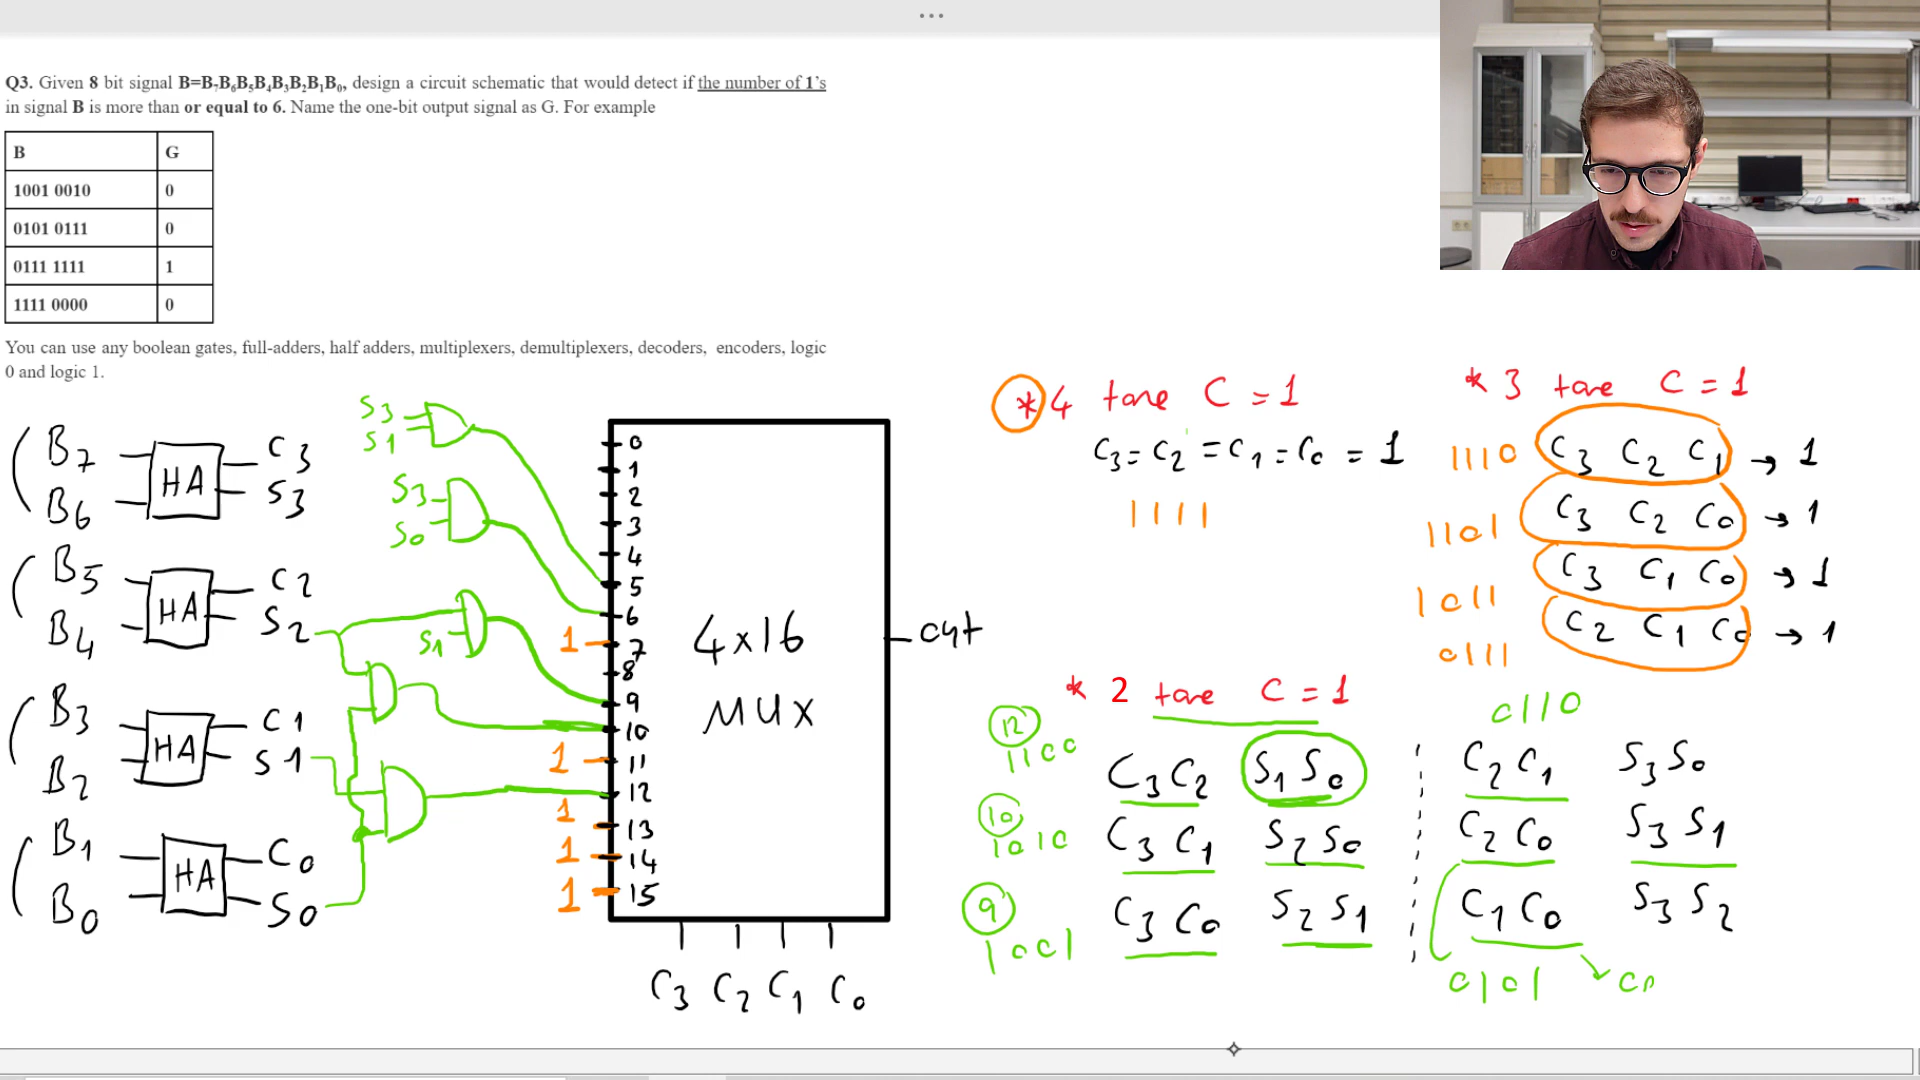 Q3. Given 8 bit signal B=B₇B₆B₅B₄B₃B₂B₁B₀, design a circuit schematic that would detect if the number of 1's
in signal B is more than or equal to 6. Name the one-bit output signal as G. For example
B G
1001 0010 0
0101 0111 0
0111 1111 1
1111 0000 0
You can use any boolean gates, full-adders, half adders, multiplexers, demultiplexers, decoders, encoders, logic
0 and logic 1.
B7 HA C3
B6 S3
B5 HA C2
B4 S2
B3 HA C1
B2 S1
B1 HA C0
B0 S0
S3
S1
S3
S0
S1
0
1
2
3
4
5
6
1 7
8
9
10
1 11
12
1 13
1 14
1 15
4x16
MUX
out
C3 C2 C1 C0
* 4 tane C = 1
C3 = C2 = C1 = C0 = 1
1111
* 3 tane C = 1
1110 C3 C2 C1 → 1
1101 C3 C2 C0 → 1
1011 C3 C1 C0 → 1
0111 C2 C1 C0 → 1
* 2 tane C = 1
12 1100 C3 C2 S1 S0
10 1010 C3 C1 S2 S0
9 1001 C3 C0 S2 S1
0110
C2 C1 S3 S0
C2 C0 S3 S1
C1 C0 S3 S2
0101